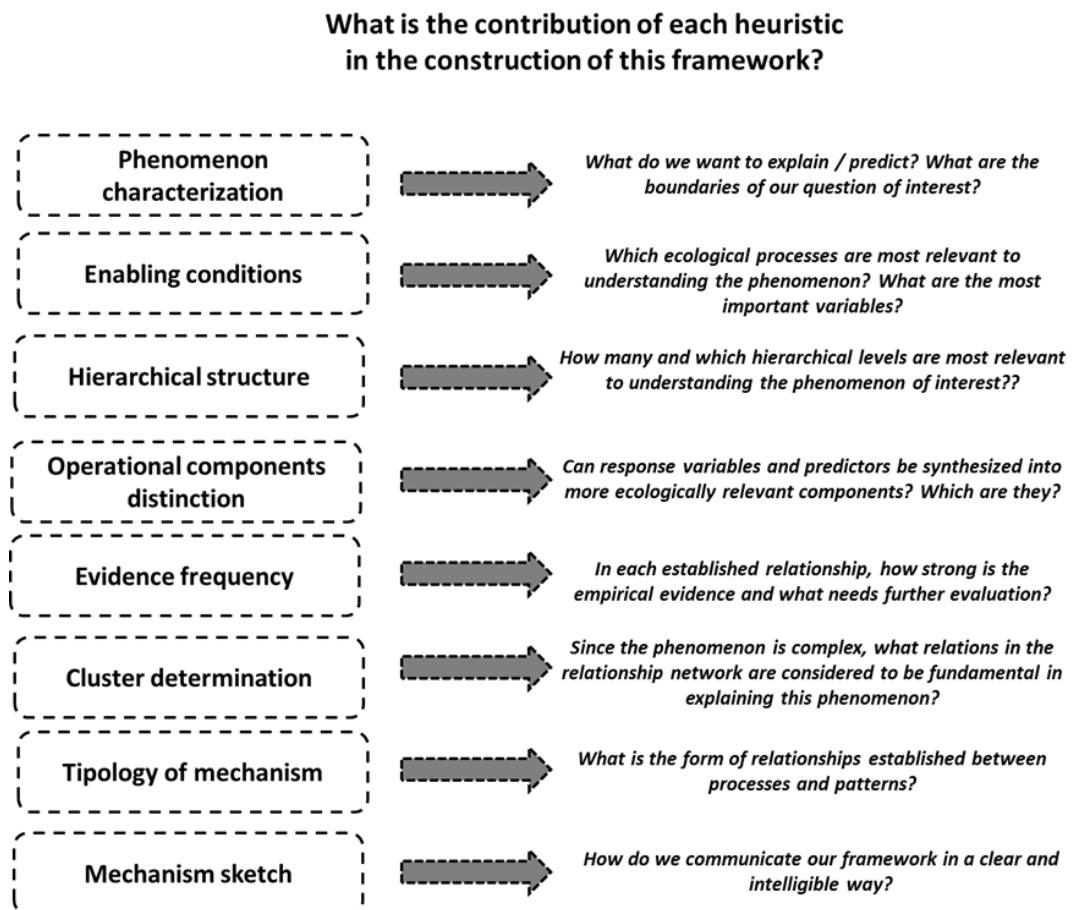 What is the contribution of each heuristic
in the construction of this framework?
Phenomenon
characterization
What do we want to explain / predict? What are the
boundaries of our question of interest?
Enabling conditions
Which ecological processes are most relevant to
understanding the phenomenon? What are the most
important variables?
Hierarchical structure
How many and which hierarchical levels are most relevant
to understanding the phenomenon of interest??
Operational components
distinction
Can response variables and predictors be synthesized into
more ecologically relevant components? Which are they?
Evidence frequency
In each established relationship, how strong is the
empirical evidence and what needs further evaluation?
Cluster determination
Since the phenomenon is complex, what relations in the
relationship network are considered to be fundamental in
explaining this phenomenon?
Tipology of mechanism
What is the form of relationships established between
processes and patterns?
Mechanism sketch
How do we communicate our framework in a clear and
intelligible way?